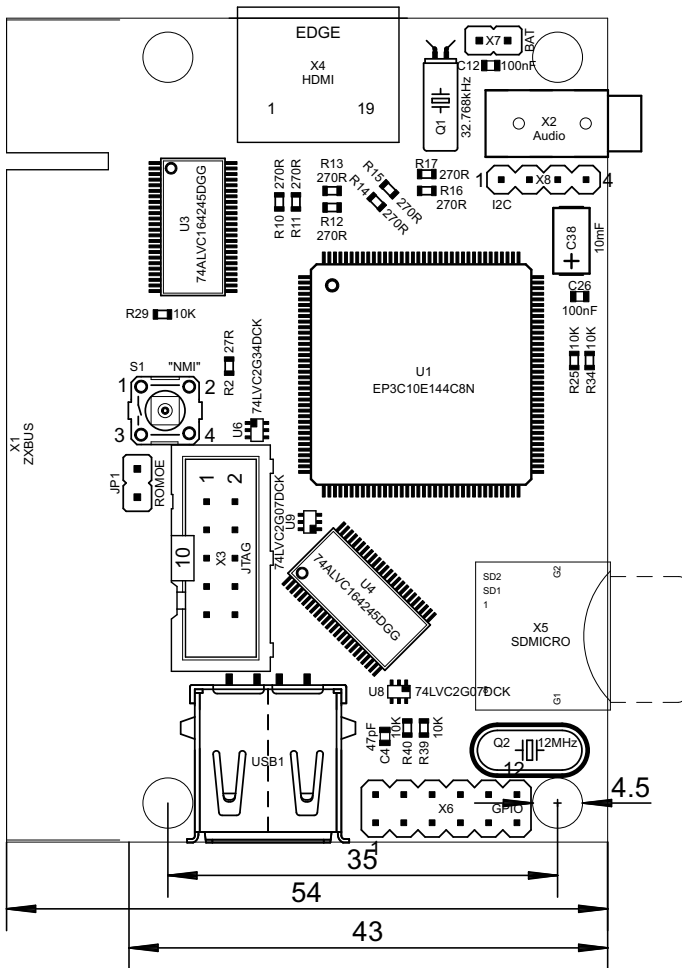 EDGE
X4
HDMI
1 19
X7
BAT
C12 100nF
Q1
32.768kHz
X2
Audio
1 X8 4
I2C
U3
74ALVC164245DGG
R10 270R
R11 270R
R13
270R
R12
270R
R15
270R
R14
270R
R17
270R
R16
270R
C38
10mF
C26
100nF
R29 10K
R2 27R
74LVC2G34DCK
U6
S1 "NMI"
1 2
3 4
U1
EP3C10E144C8N
R25 10K
R34 10K
X1
ZXBUS
JP1
ROMOE
1 2
10
X3
JTAG
74LVC2G07DCK
U9
U4
74ALVC164245DGG
SD2
SD1
1
G2
X5
SDMICRO
8
G1
U8 74LVC2G07DCK
47pF
C4
10K
R40
R39
10K
Q2 12MHz
USB1
12
X6 GPIO
1
4.5
35
54
43